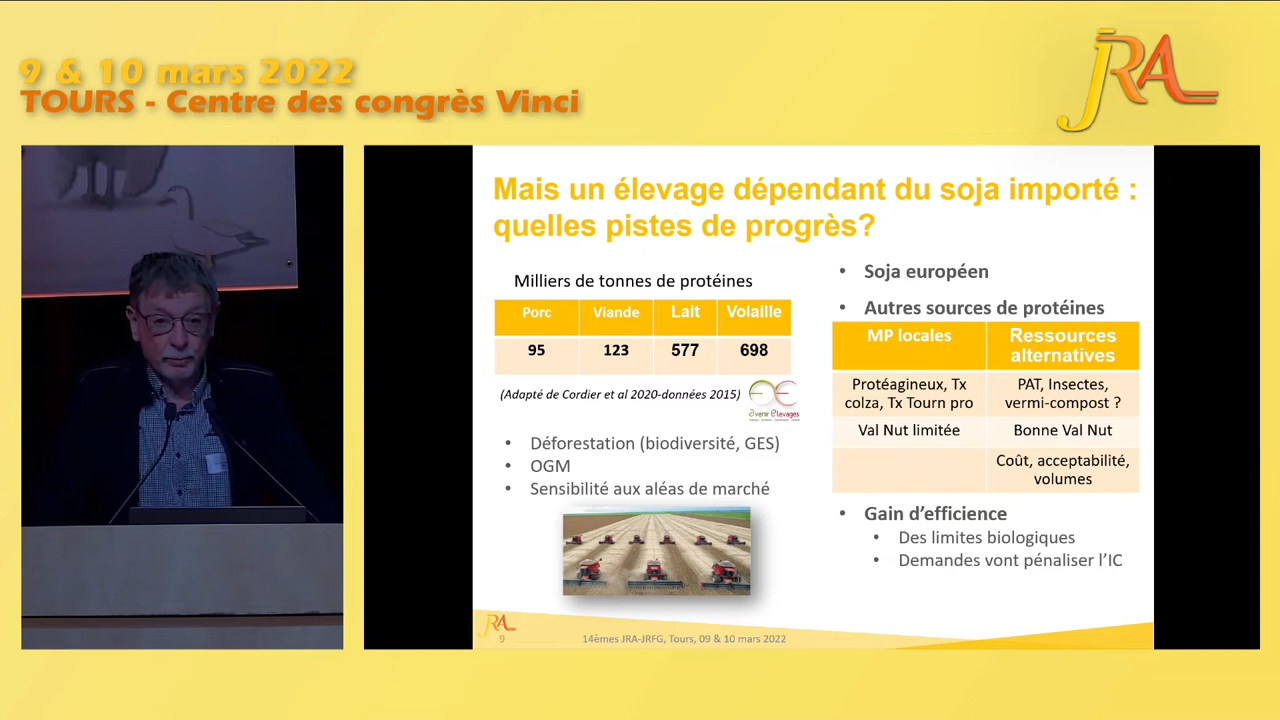 9 & 10 mars 2022
TOURS - Centre des congrès Vinci
JRA
Mais un élevage dépendant du soja importé :
quelles pistes de progrès?
Milliers de tonnes de protéines
Porc Viande Lait Volaille
95 123 577 698
(Adapté de Cordier et al 2020-données 2015)
avenir élevages
• Déforestation (biodiversité, GES)
• OGM
• Sensibilité aux aléas de marché
• Soja européen
• Autres sources de protéines
MP locales Ressources
alternatives
Protéagineux, Tx PAT, Insectes,
colza, Tx Tourn pro vermi-compost ?
Val Nut limitée Bonne Val Nut
Coût, acceptabilité,
volumes
• Gain d'efficience
• Des limites biologiques
• Demandes vont pénaliser l'IC
JRA
9
14èmes JRA-JRFG, Tours, 09 & 10 mars 2022